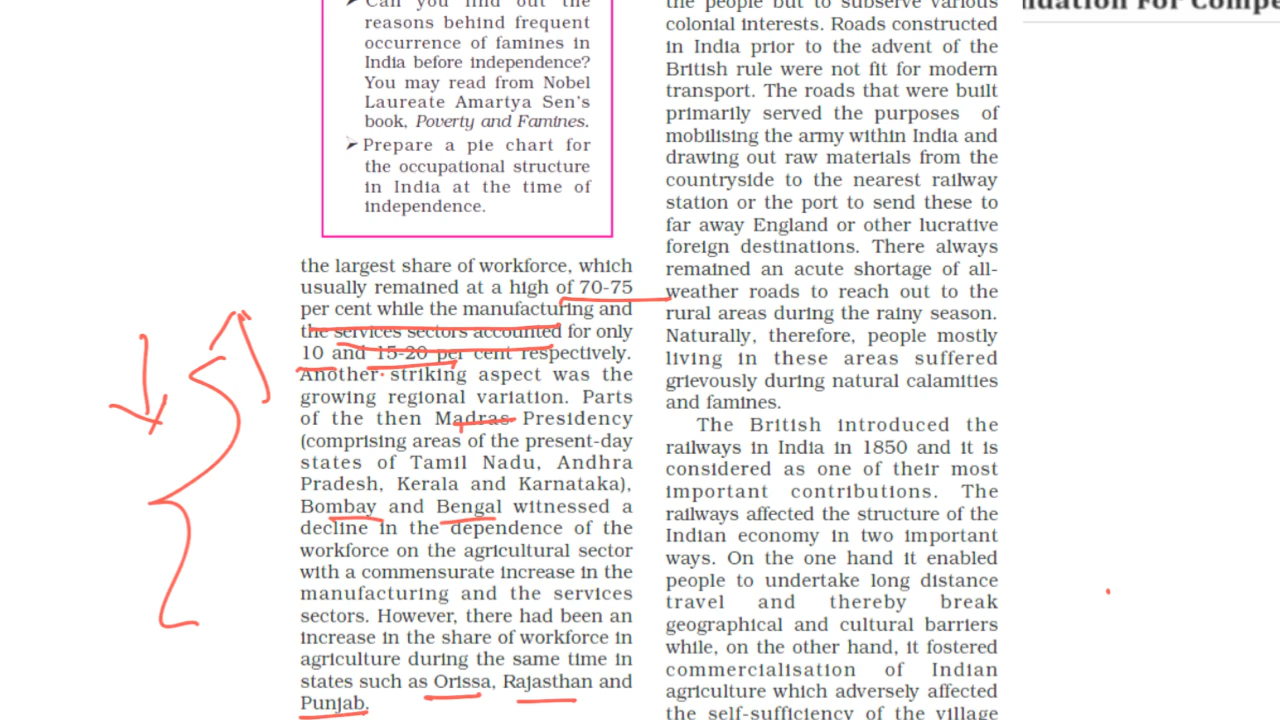 Can you find out the
reasons behind frequent
occurrence of famines in
India before independence?
You may read from Nobel
Laureate Amartya Sen's
book, Poverty and Famines.
➢ Prepare a pie chart for
the occupational structure
in India at the time of
independence.
the largest share of workforce, which
usually remained at a high of 70-75
per cent while the manufacturing and
the services sectors accounted for only
10 and 15-20 per cent respectively.
Another striking aspect was the
growing regional variation. Parts
of the then Madras Presidency
(comprising areas of the present-day
states of Tamil Nadu, Andhra
Pradesh, Kerala and Karnataka),
Bombay and Bengal witnessed a
decline in the dependence of the
workforce on the agricultural sector
with a commensurate increase in the
manufacturing and the services
sectors. However, there had been an
increase in the share of workforce in
agriculture during the same time in
states such as Orissa, Rajasthan and
Punjab.
the people but to subserve various
colonial interests. Roads constructed
in India prior to the advent of the
British rule were not fit for modern
transport. The roads that were built
primarily served the purposes of
mobilising the army within India and
drawing out raw materials from the
countryside to the nearest railway
station or the port to send these to
far away England or other lucrative
foreign destinations. There always
remained an acute shortage of all-
weather roads to reach out to the
rural areas during the rainy season.
Naturally, therefore, people mostly
living in these areas suffered
grievously during natural calamities
and famines.
The British introduced the
railways in India in 1850 and it is
considered as one of their most
important contributions. The
railways affected the structure of the
Indian economy in two important
ways. On the one hand it enabled
people to undertake long distance
travel and thereby break
geographical and cultural barriers
while, on the other hand, it fostered
commercialisation of Indian
agriculture which adversely affected
the self-sufficiency of the village
For